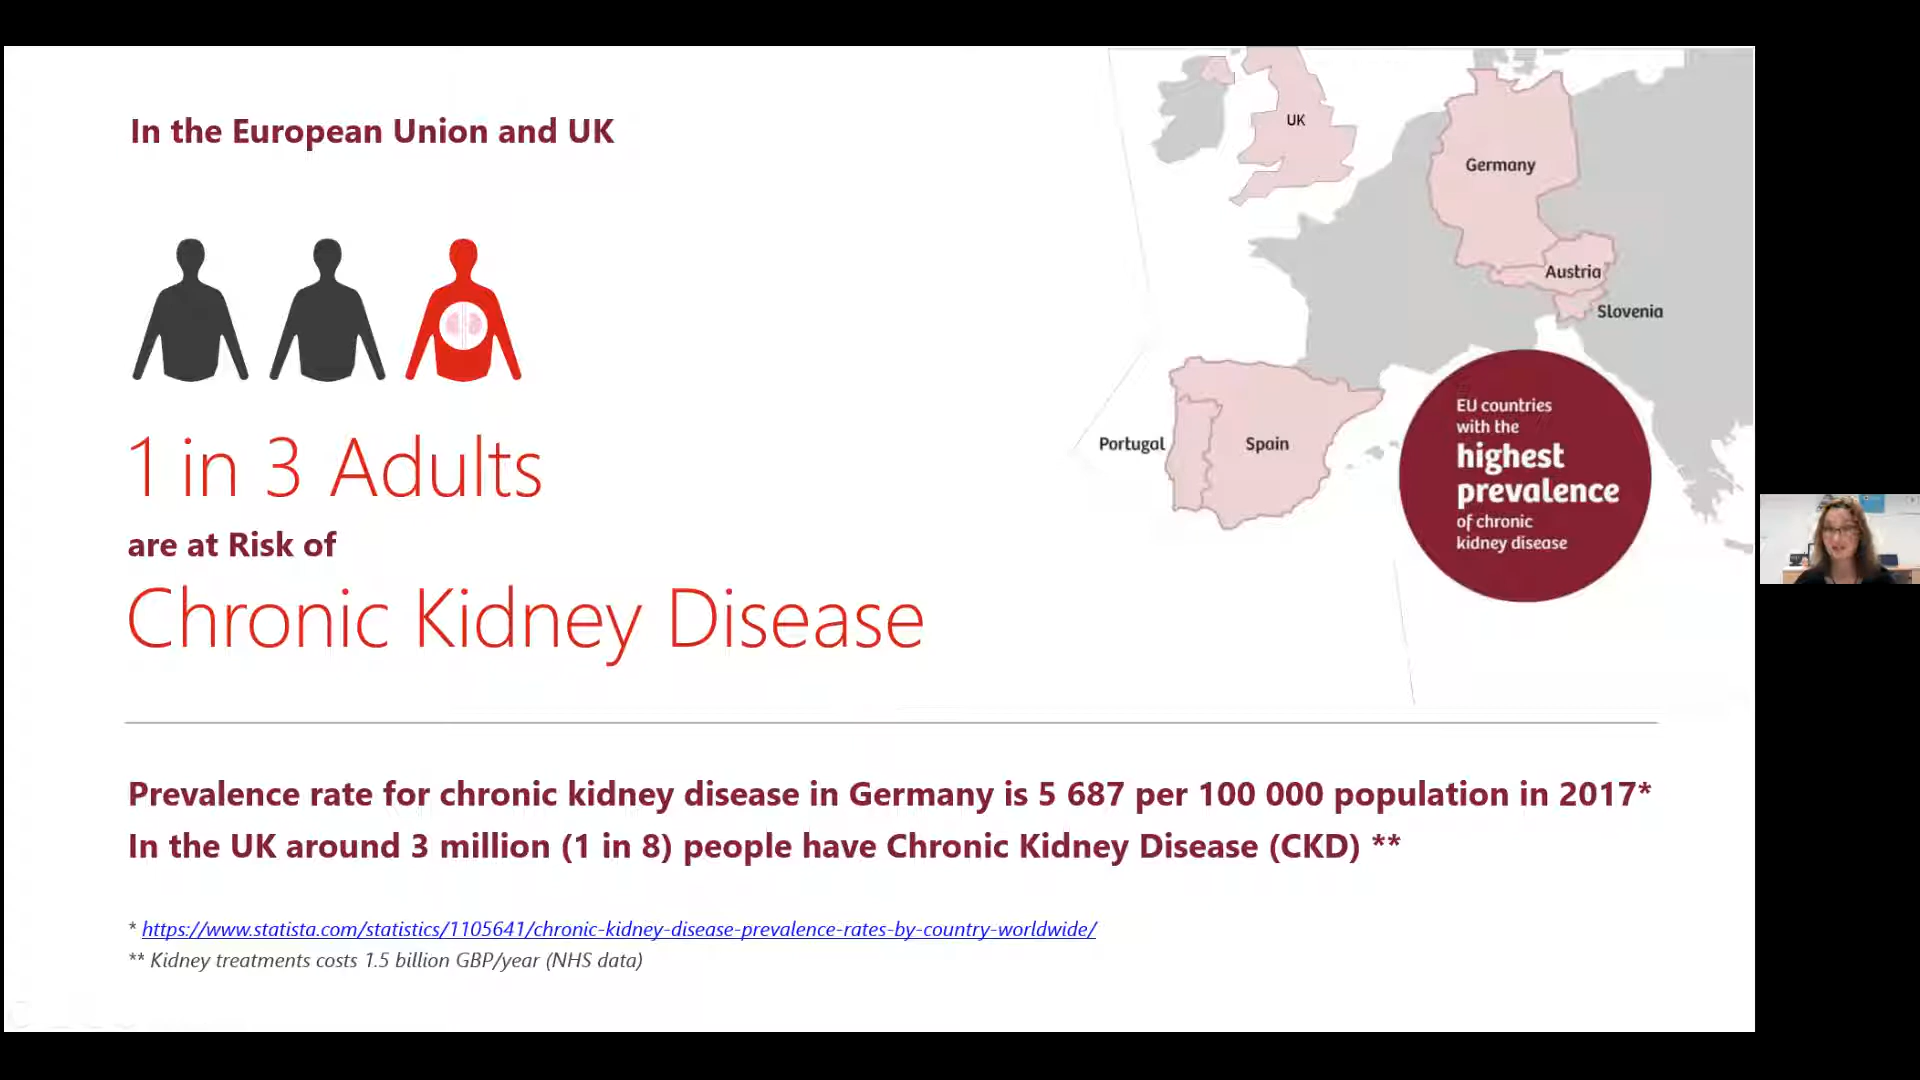 In the European Union and UK
1 in 3 Adults
are at Risk of
Chronic Kidney Disease
UK
Germany
Austria
Slovenia
Portugal
Spain
EU countries
with the
highest
prevalence
of chronic
kidney disease
Prevalence rate for chronic kidney disease in Germany is 5 687 per 100 000 population in 2017*
In the UK around 3 million (1 in 8) people have Chronic Kidney Disease (CKD) **
* https://www.statista.com/statistics/1105641/chronic-kidney-disease-prevalence-rates-by-country-worldwide/
** Kidney treatments costs 1.5 billion GBP/year (NHS data)